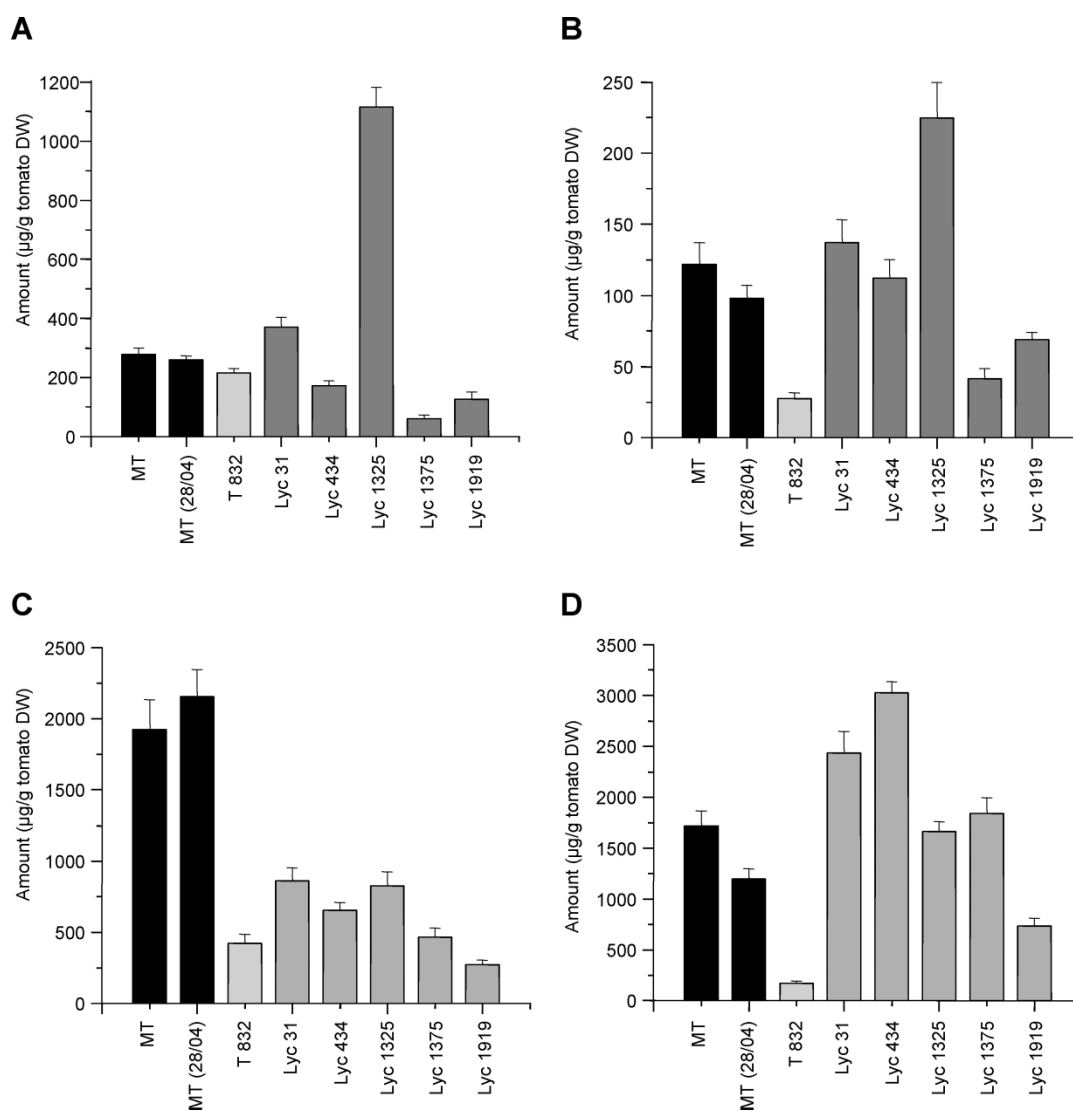 A
Amount (µg/g tomato DW)
1200
1000
800
600
400
200
0
MT
MT (28/04)
T 832
Lyc 31
Lyc 434
Lyc 1325
Lyc 1375
Lyc 1919
B
Amount (µg/g tomato DW)
250
200
150
100
50
0
MT
MT (28/04)
T 832
Lyc 31
Lyc 434
Lyc 1325
Lyc 1375
Lyc 1919
C
Amount (µg/g tomato DW)
2500
2000
1500
1000
500
0
MT
MT (28/04)
T 832
Lyc 31
Lyc 434
Lyc 1325
Lyc 1375
Lyc 1919
D
Amount (µg/g tomato DW)
3500
3000
2500
2000
1500
1000
500
0
MT
MT (28/04)
T 832
Lyc 31
Lyc 434
Lyc 1325
Lyc 1375
Lyc 1919